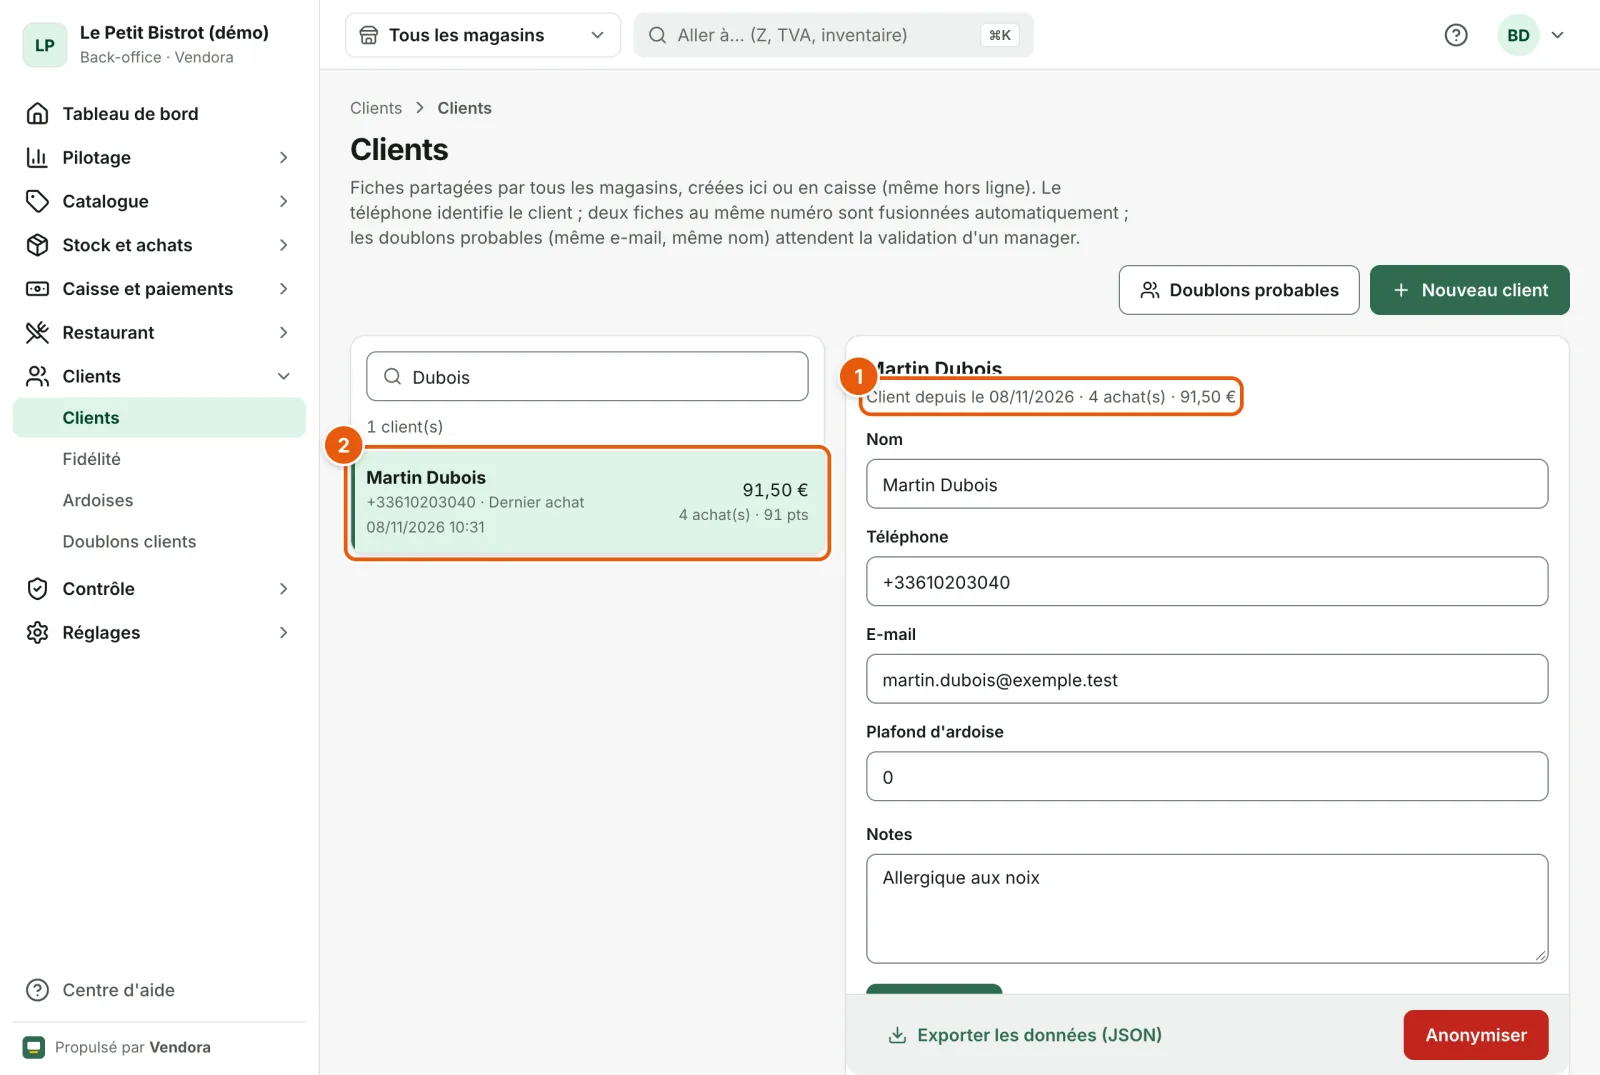 LP
Le Petit Bistrot (démo)
Back-office · Vendora
Tableau de bord
Pilotage
Catalogue
Stock et achats
Caisse et paiements
Restaurant
Clients
Clients
Fidélité
Ardoises
Doublons clients
Contrôle
Réglages
Centre d'aide
Propulsé par Vendora
Tous les magasins
Aller à... (Z, TVA, inventaire)
⌘K
BD
Clients > Clients
Clients
Fiches partagées par tous les magasins, créées ici ou en caisse (même hors ligne). Le
téléphone identifie le client ; deux fiches au même numéro sont fusionnées automatiquement ;
les doublons probables (même e-mail, même nom) attendent la validation d'un manager.
Doublons probables
+ Nouveau client
Dubois
1 client(s)
2
Martin Dubois
+33610203040 · Dernier achat
08/11/2026 10:31
91,50 €
4 achat(s) · 91 pts
1
Martin Dubois
Client depuis le 08/11/2026 · 4 achat(s) · 91,50 €
Nom
Martin Dubois
Téléphone
+33610203040
E-mail
martin.dubois@exemple.test
Plafond d'ardoise
0
Notes
Allergique aux noix
Exporter les données (JSON)
Anonymiser